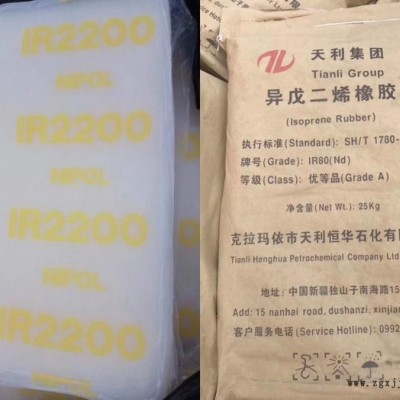 IR2200
NIPOL
IR2200
NIPOL
IR2200
NIPOL
IR2200
天利集团
Tianli Group
异戊二烯橡胶
(Isoprene Rubber)
执行标准(Standard): SH/T 1780-
牌号(Grade): IR80(Nd)
等级(Class): 优等品(Grade A)
净含量(Net Wt.): 25Kg
克拉玛依市天利恒华石化有限
Tianli Henghua Petrochemical Company Ltd
地址: 中国新疆独山子南海路15
Add: 15 nanhai road, dushanzi, xinjian
客户服务电话(Service Hotline): 0992
www.zgxjj